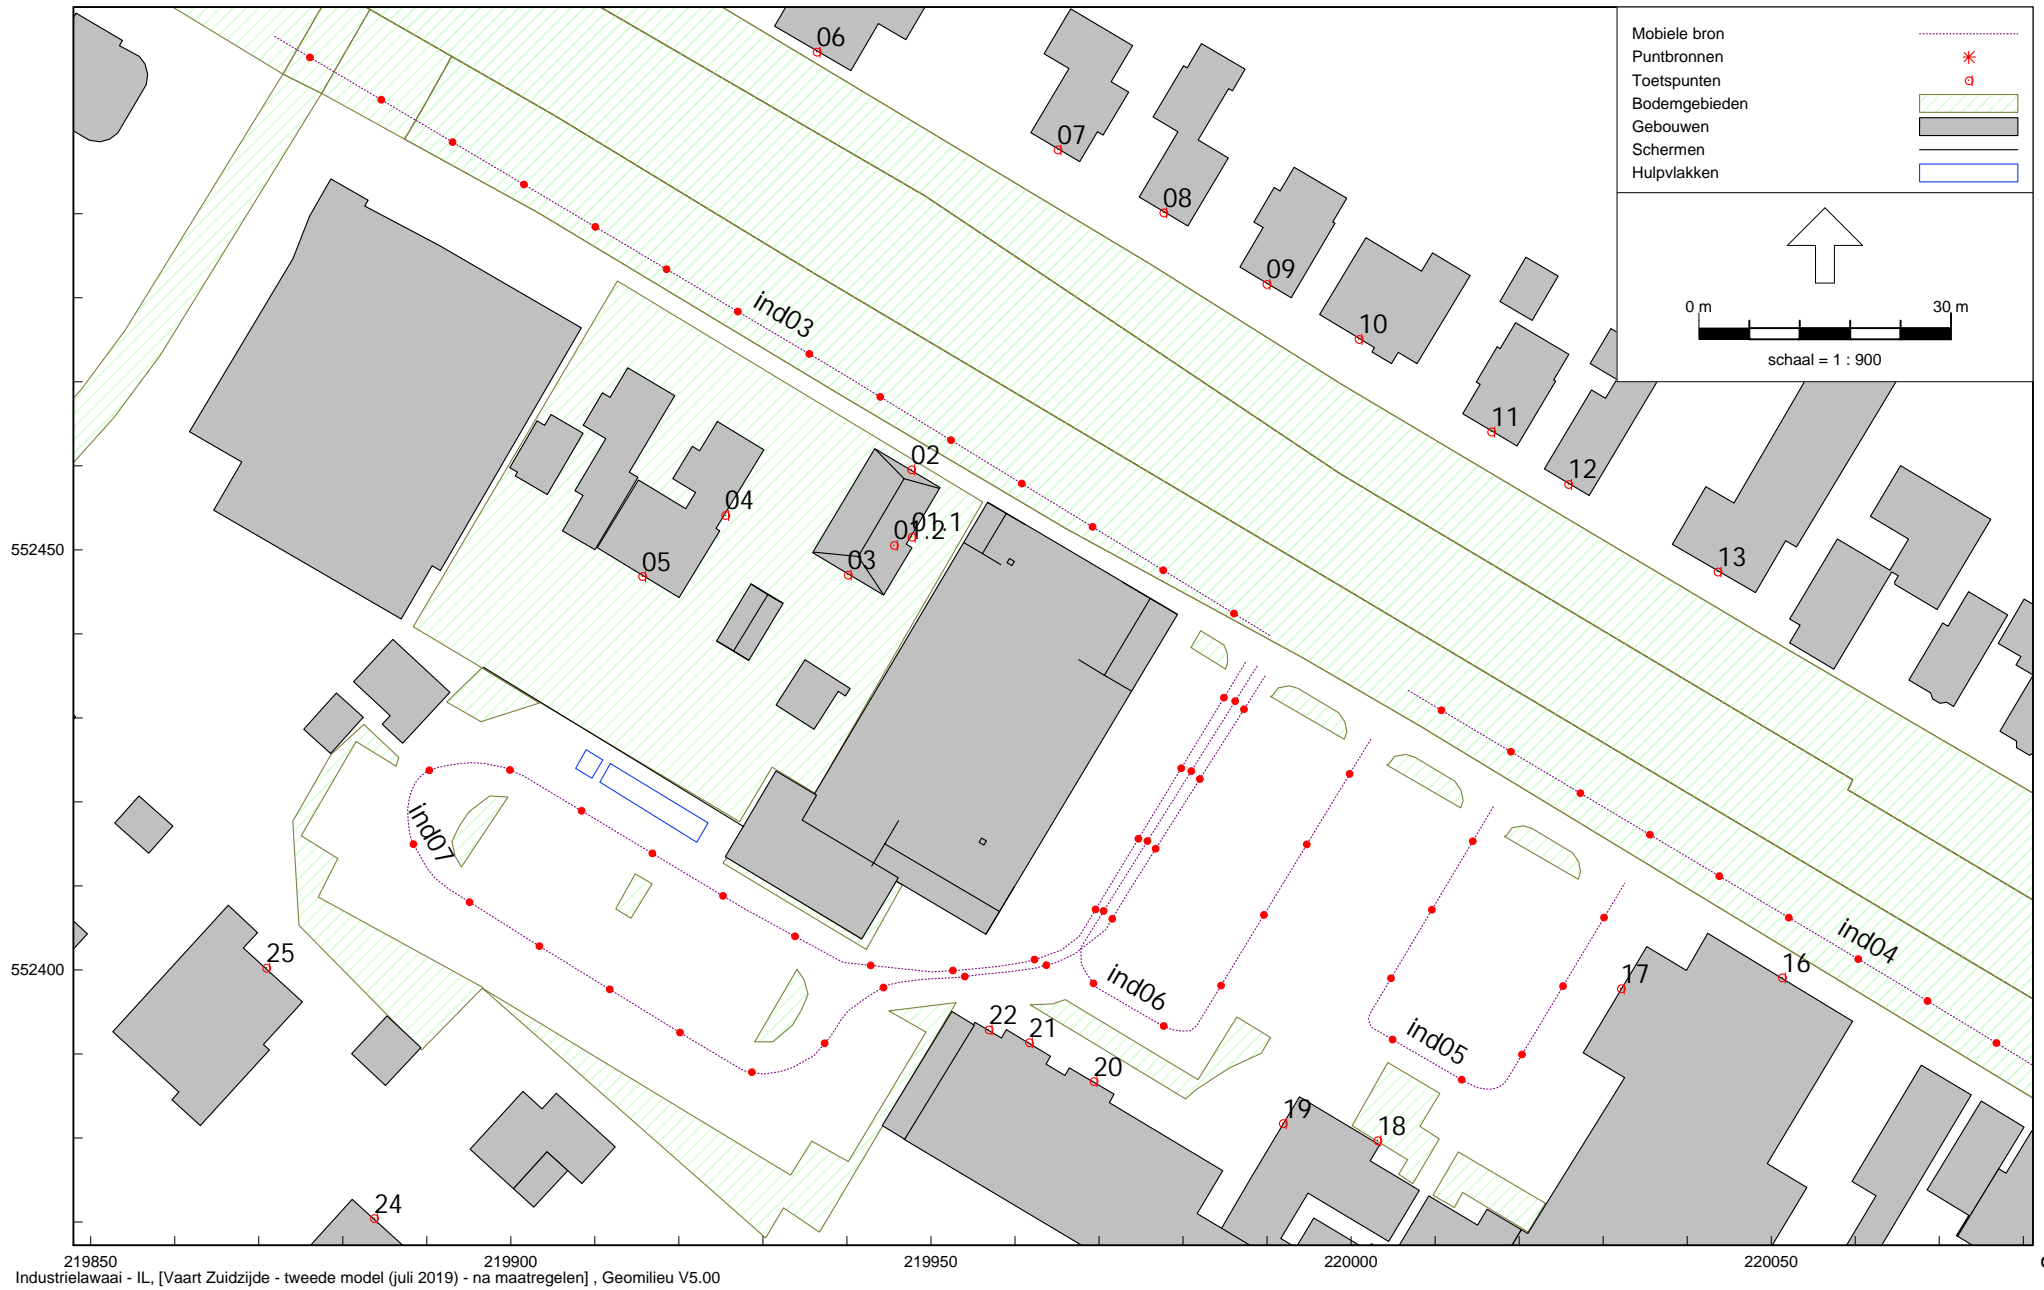 Mobiele bron
Puntbronnen
Toetspunten
Bodemgebieden
Gebouwen
Schermen
Hulpvlakken
0 m
30 m
schaal = 1 : 900
06
07
08
09
10
11
12
13
ind03
02
01.1
01.2
03
04
05
552450
ind07
552400
25
24
22
21
20
19
18
17
16
ind06
ind05
ind04
219850
219900
219950
220000
220050
Industrielawaai - IL, [Vaart Zuidzijde - tweede model (juli 2019) - na maatregelen] , Geomilieu V5.00